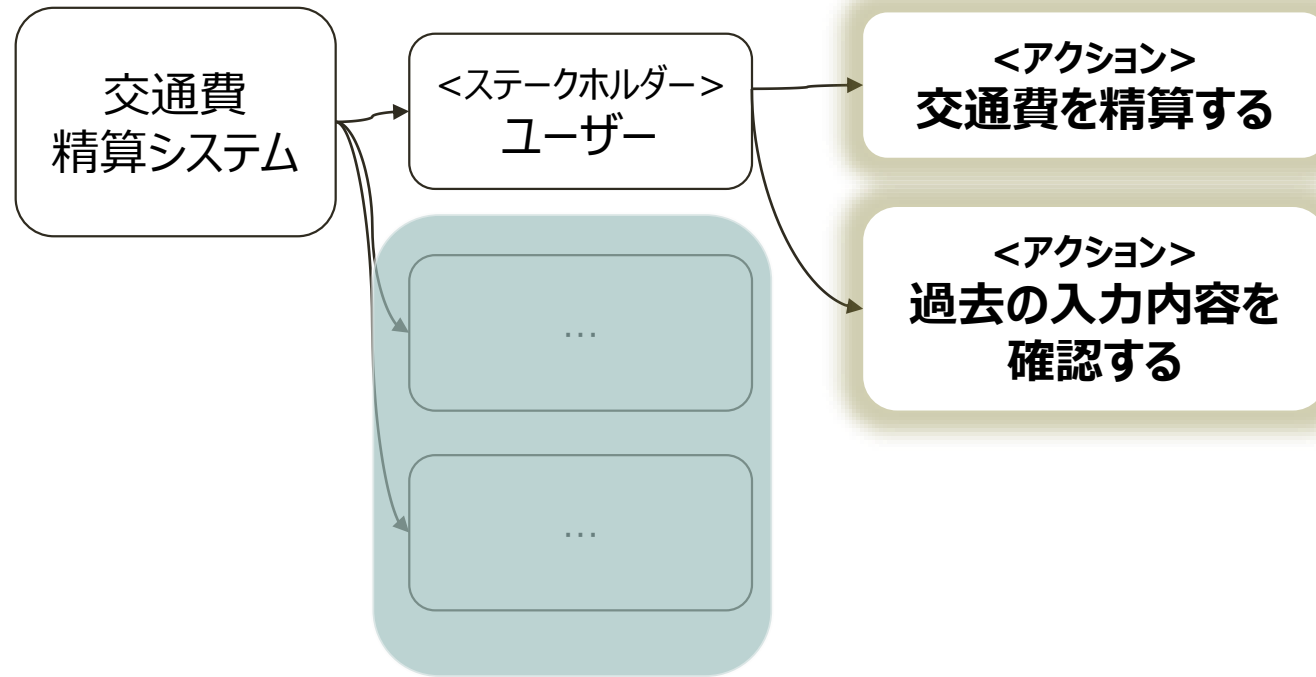 交通費
精算システム
<ステークホルダー>
ユーザー
<アクション>
交通費を精算する
<アクション>
過去の入力内容を
確認する
…
…